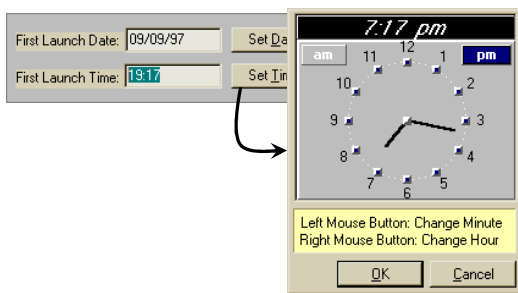 First Launch Date: 09/09/97 Set Da
First Launch Time: 19:17 Set Tim
7:17 pm
am pm
12
11 1
10 2
9 3
8 4
7 5
6
Left Mouse Button: Change Minute
Right Mouse Button: Change Hour
OK Cancel